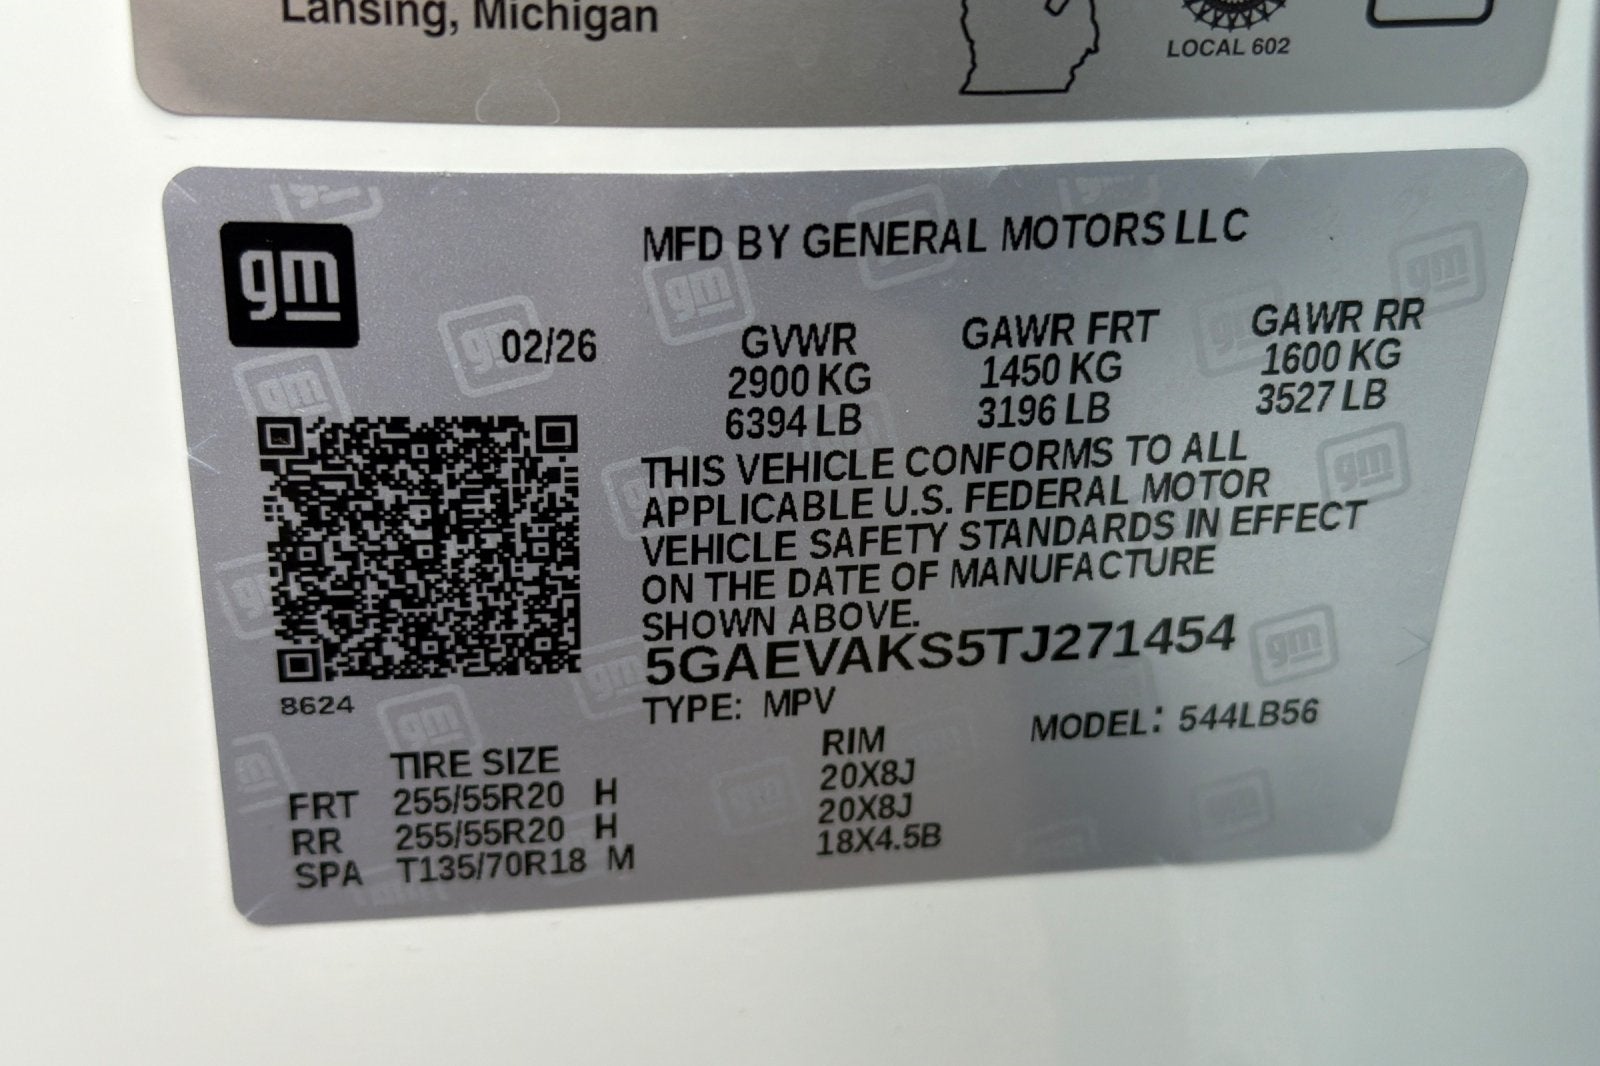 Lansing, Michigan
LOCAL 602
gm
MFD BY GENERAL MOTORS LLC
02/26
GVWR GAWR FRT GAWR RR
2900 KG 1450 KG 1600 KG
6394 LB 3196 LB 3527 LB
THIS VEHICLE CONFORMS TO ALL
APPLICABLE U.S. FEDERAL MOTOR
VEHICLE SAFETY STANDARDS IN EFFECT
ON THE DATE OF MANUFACTURE
SHOWN ABOVE.
5GAEVAKS5TJ271454
8624
TYPE: MPV MODEL: 544LB56
TIRE SIZE RIM
FRT 255/55R20 H 20X8J
RR 255/55R20 H 20X8J
SPA T135/70R18 M 18X4.5B